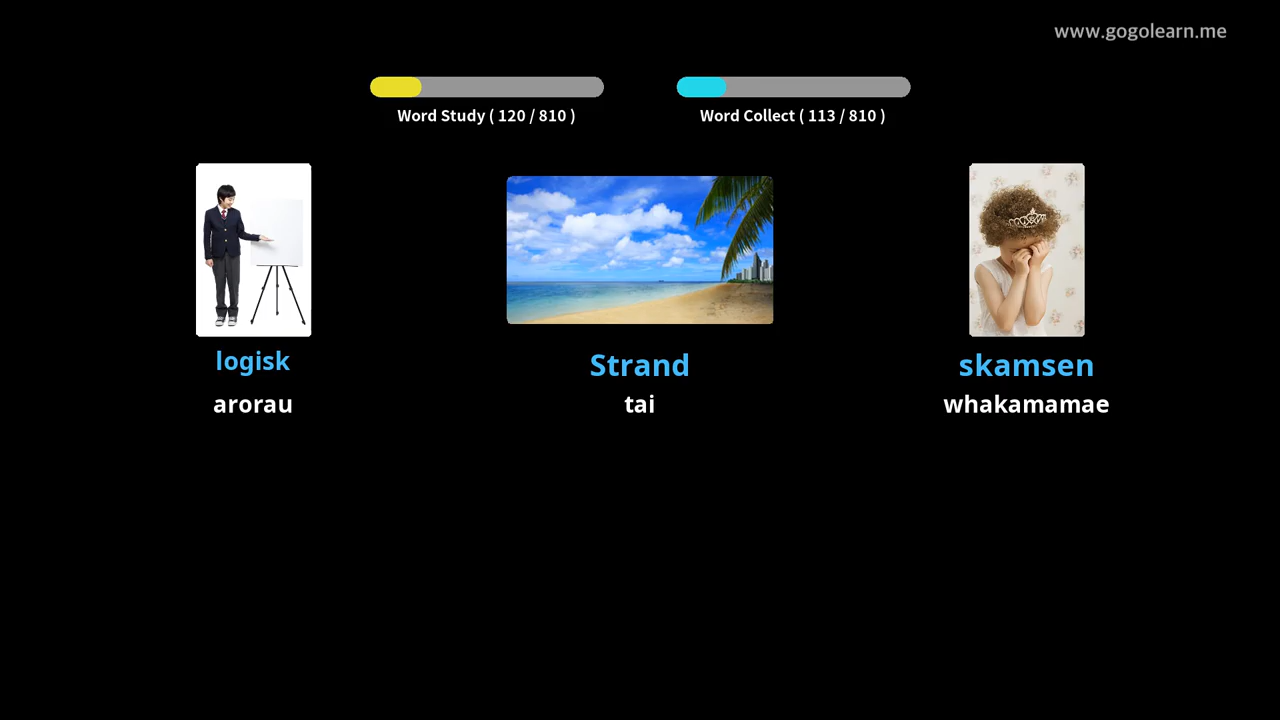 www.gogolearn.me
Word Study ( 120 / 810 )
Word Collect ( 113 / 810 )
logisk
arorau
Strand
tai
skamsen
whakamamae